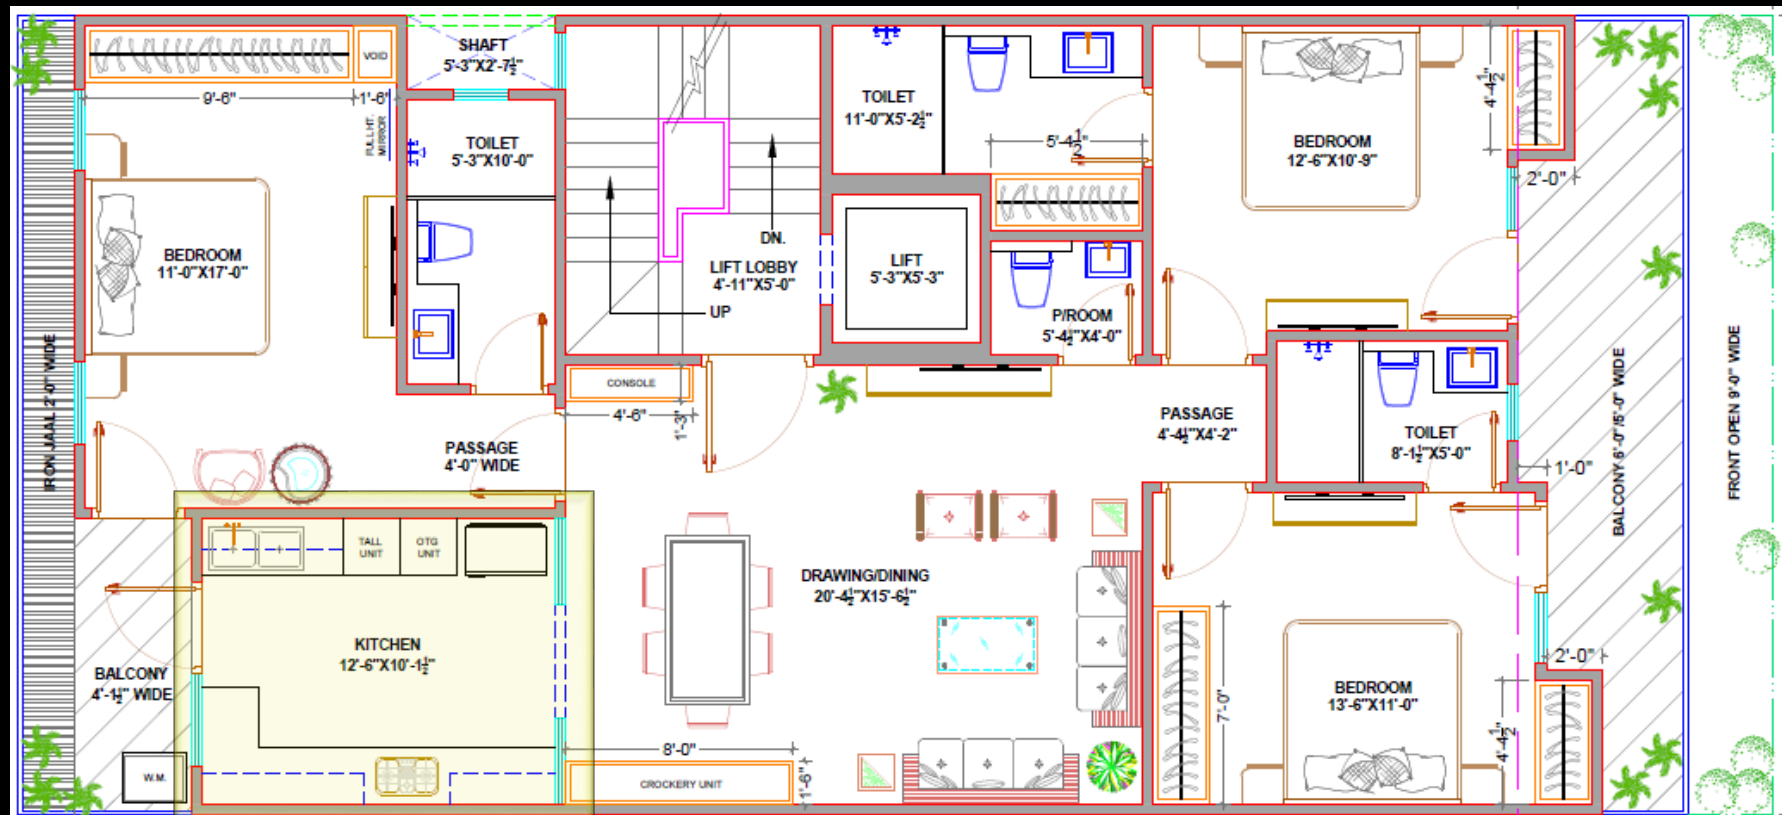 SHAFT
5'-3"X2'-7½"
VOID
9'-6"
1'-6"
FULL HT.
MIRROR
TOILET
5'-3"X10'-0"
BEDROOM
11'-0"X17'-0"
IRON JAAL 2'-0" WIDE
PASSAGE
4'-0" WIDE
DN.
LIFT LOBBY
4'-11"X5'-0"
UP
TOILET
11'-0"X5'-2½"
5'-4½"
LIFT
5'-3"X5'-3"
P/ROOM
5'-4½"X4'-0"
BEDROOM
12'-6"X10'-9"
4'-4½"
2'-0"
CONSOLE
4'-6"
1'-3"
PASSAGE
4'-4½"X4'-2"
TOILET
8'-1½"X5'-0"
1'-0"
BALCONY 6'-0"/5'-0" WIDE
FRONT OPEN 9'-0" WIDE
TALL
UNIT
OTG
UNIT
KITCHEN
12'-6"X10'-1½"
BALCONY
4'-1½" WIDE
W.M.
DRAWING/DINING
20'-4½"X15'-6½"
8'-0"
1'-6"
CROCKERY UNIT
7'-0"
BEDROOM
13'-6"X11'-0"
2'-0"
4'-4½"